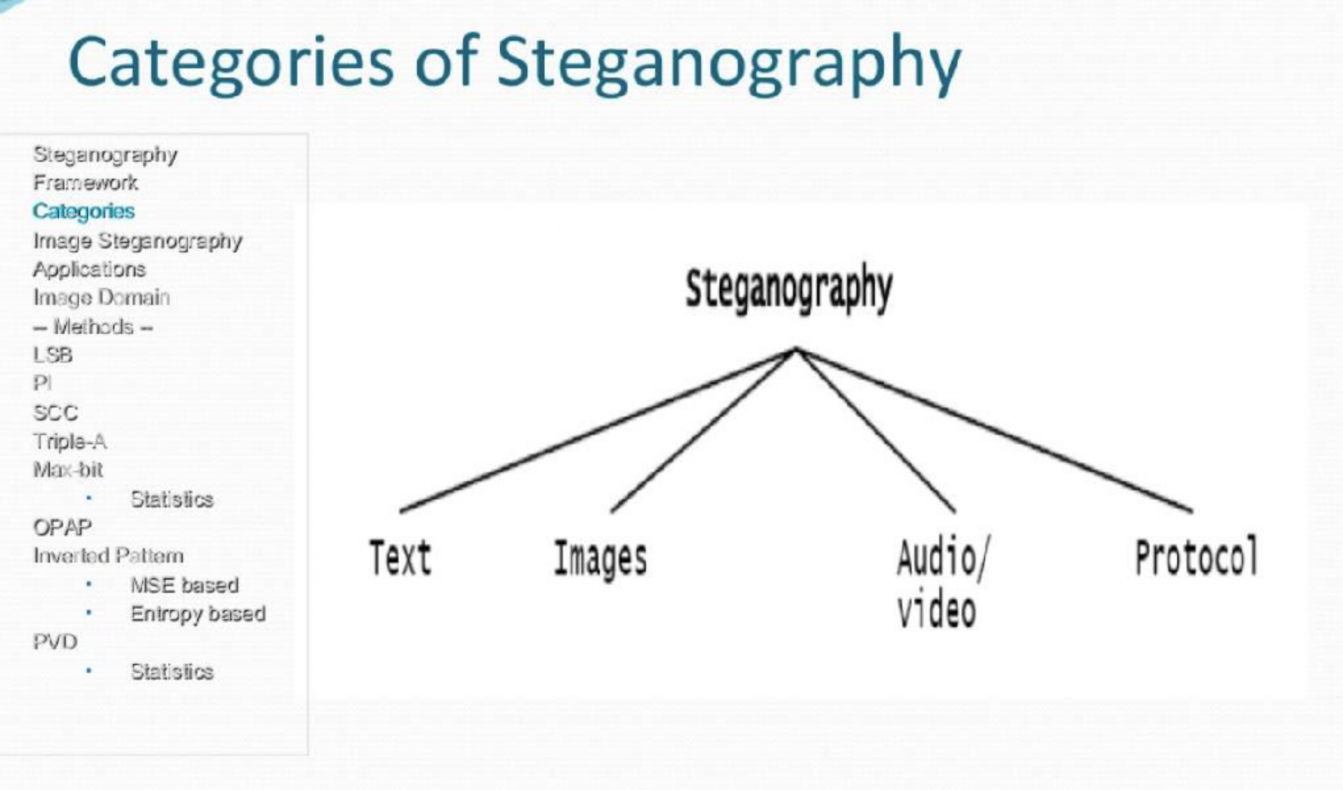 Categories of Steganography
Steganography
Framework
Categories
Image Steganography
Applications
Image Domain
-- Methods --
LSB
PI
SCC
Triple-A
Max-bit
• Statistics
OPAP
Inverted Pattern
• MSE based
• Entropy based
PVD
• Statistics
Steganography
Text Images Audio/ Protocol
video